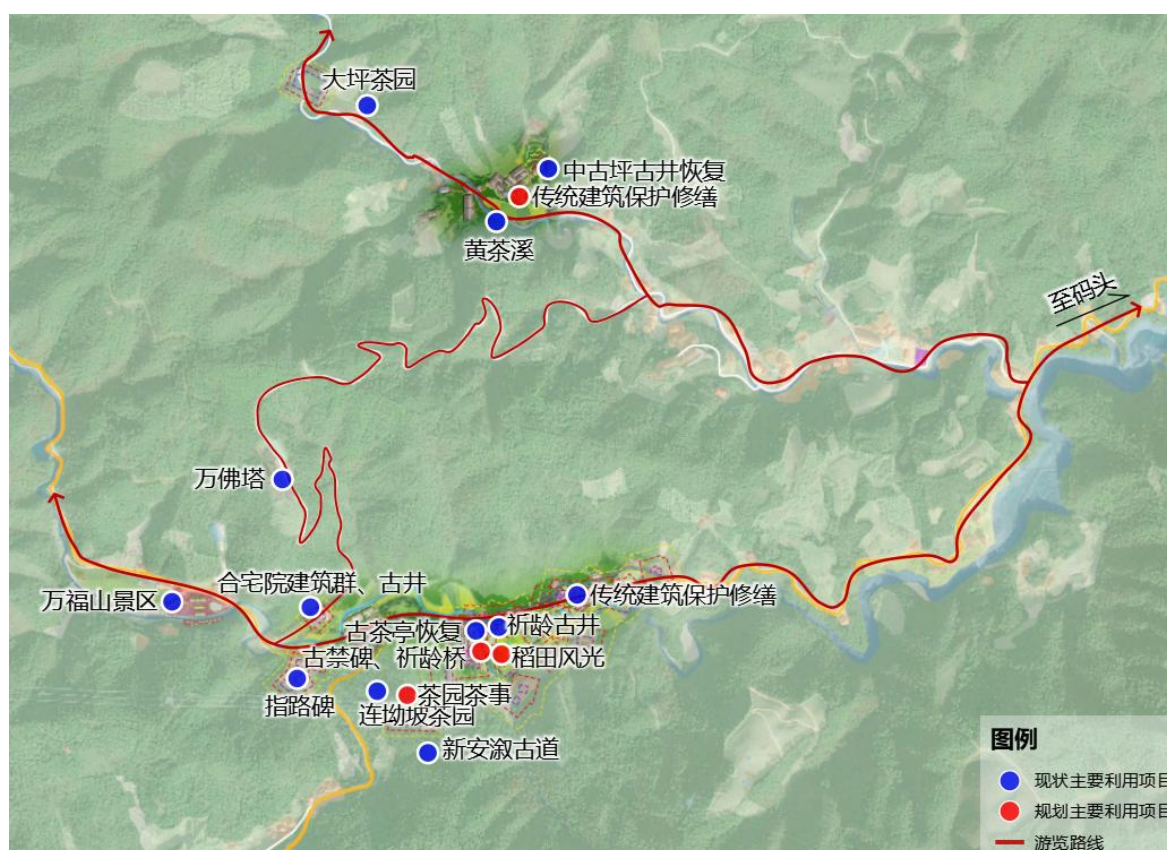 大坪茶园
中古坪古井恢复
传统建筑保护修缮
黄茶溪
至码头
万佛塔
合宅院建筑群、古井
万福山景区
传统建筑保护修缮
古茶亭恢复
祈龄古井
古禁碑、祈龄桥
稻田风光
指路碑
茶园茶事
连坳坡茶园
新安溆古道
图例
现状主要利用项目
规划主要利用项目
游览路线